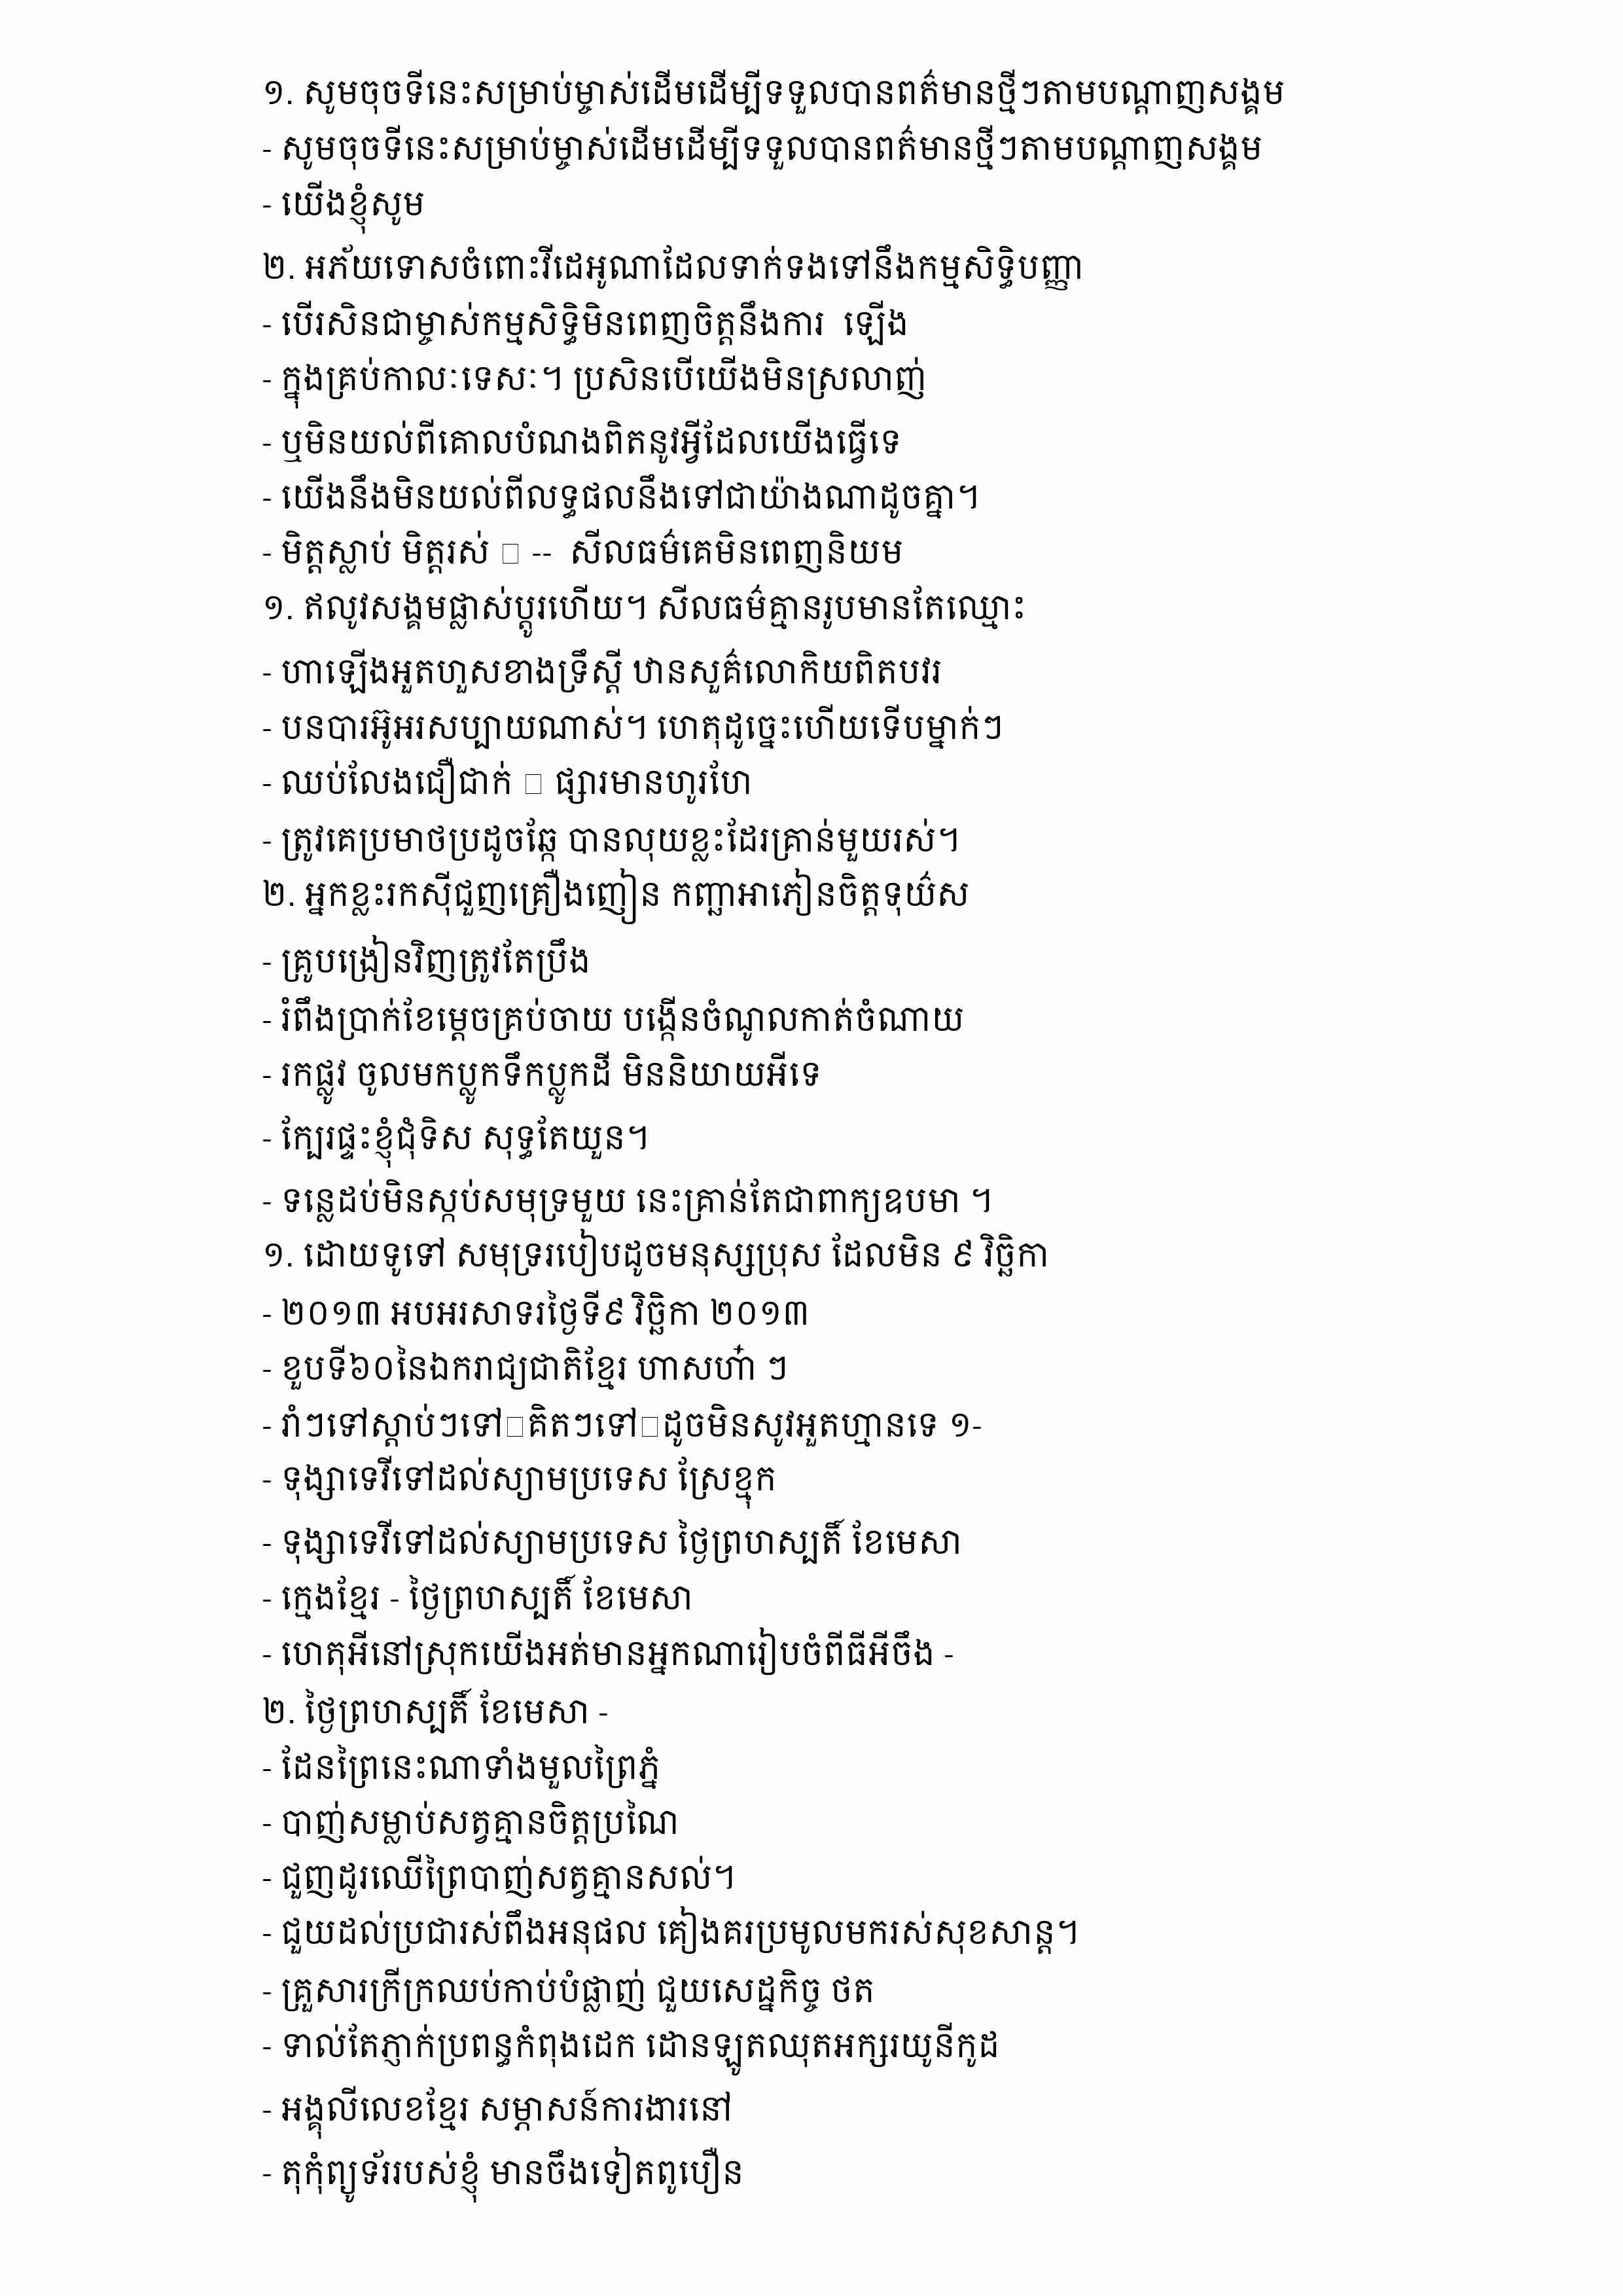 ១. សូមចុចទីនេះសម្រាប់ម្ចាស់ដើមដើម្បីទទួលបានពត៌មានថ្មីៗតាមបណ្តាញសង្គម
- សូមចុចទីនេះសម្រាប់ម្ចាស់ដើមដើម្បីទទួលបានពត៌មានថ្មីៗតាមបណ្តាញសង្គម
- យើងខ្ញុំសូម
២. អភ័យទោសចំពោះវីដេអូណាដែលទាក់ទងទៅនឹងកម្មសិទ្ធិបញ្ញា
- បើរសិនជាម្ចាស់កម្មសិទ្ធិមិនពេញចិត្តនឹងការ  ឡើង
- ក្នុងគ្រប់កាលៈទេសៈ។ ប្រសិនបើយើងមិនស្រលាញ់
- ឬមិនយល់ពីគោលបំណងពិតនូវអ្វីដែលយើងធ្វើទេ
- យើងនឹងមិនយល់ពីលទ្ធផលនឹងទៅជាយ៉ាងណាដូចគ្នា។
- មិត្តស្លាប់ មិត្តរស់ --  សីលធម៌គេមិនពេញនិយម
១. ឥលូវសង្គមផ្លាស់ប្តូរហើយ។ សីលធម៌គ្មានរូបមានតែឈ្មោះ
- ហាឡើងអួតហួសខាងទ្រឹស្តី ឋានសួគ៌លោកិយពិតបវរ
- បនបារអ៊ូអរសប្បាយណាស់។ ហេតុដូច្នេះហើយទើបម្នាក់ៗ
- ឈប់លែងជឿជាក់ ផ្សារមានហូរហែ
- ត្រូវគេប្រមាថប្រដូចឆ្កែ បានលុយខ្លះដែរគ្រាន់មួយរស់។
២. អ្នកខ្លះរកស៊ីជួញគ្រឿងញៀន កញ្ឆាអាភៀនចិត្តទុយ៌ស
- គ្រូបង្រៀនវិញត្រូវតែប្រឹង
- រំពឹងប្រាក់ខែម្តេចគ្រប់ចាយ បង្កើនចំណូលកាត់ចំណាយ
- រកផ្លូវ ចូលមកប្លូកទឹកប្លូកដី មិននិយាយអីទេ
- ក្បែរផ្ទះខ្ញុំជុំទិស សុទ្ធតែយួន។
- ទន្លេដប់មិនស្កប់សមុទ្រមួយ នេះគ្រាន់តែជាពាក្យឧបមា ។
១. ដោយទូទៅ សមុទ្ររបៀបដូចមនុស្សប្រុស ដែលមិន ៩ វិច្ឆិកា
- ២០១៣ អបអរសាទរថ្ងៃទី៩ វិច្ឆិកា ២០១៣
- ខួបទី៦០នៃឯករាជ្យជាតិខ្មែរ ហាសហា៎ ៗ
- រាំៗទៅស្តាប់ៗទៅគិតៗទៅដូចមិនសូវអួតហ្មានទេ ១-
- ទុង្សាទេវីទៅដល់ស្យាមប្រទេស ស្រែខ្មុក
- ទុង្សាទេវីទៅដល់ស្យាមប្រទេស ថ្ងៃព្រហស្បតិ៍ ខែមេសា
- ក្មេងខ្មែរ - ថ្ងៃព្រហស្បតិ៍ ខែមេសា
- ហេតុអីនៅស្រុកយើងអត់មានអ្នកណារៀបចំពីធីអីចឹង -
២. ថ្ងៃព្រហស្បតិ៍ ខែមេសា -
- ដែនព្រៃនេះណាទាំងមូលព្រៃភ្នំ
- បាញ់សម្លាប់សត្វគ្មានចិត្តប្រណៃ
- ជួញដូរឈើព្រៃបាញ់សត្វគ្មានសល់។
- ជួយដល់ប្រជារស់ពឹងអនុផល គៀងគរប្រមូលមករស់សុខសាន្ត។
- គ្រួសារក្រីក្រឈប់កាប់បំផ្លាញ់ ជួយសេដ្នកិច្ច ថត
- ទាល់តែភ្ញាក់ប្រពន្ធកំពុងដេក ដោនឡូតឈុតអក្សរយូនីកូដ
- អង្គុលីលេខខ្មែរ សម្ភាសន៍ការងារនៅ
- តុកុំព្យូទ័ររបស់ខ្ញុំ មានចឹងទៀតពូបឿន